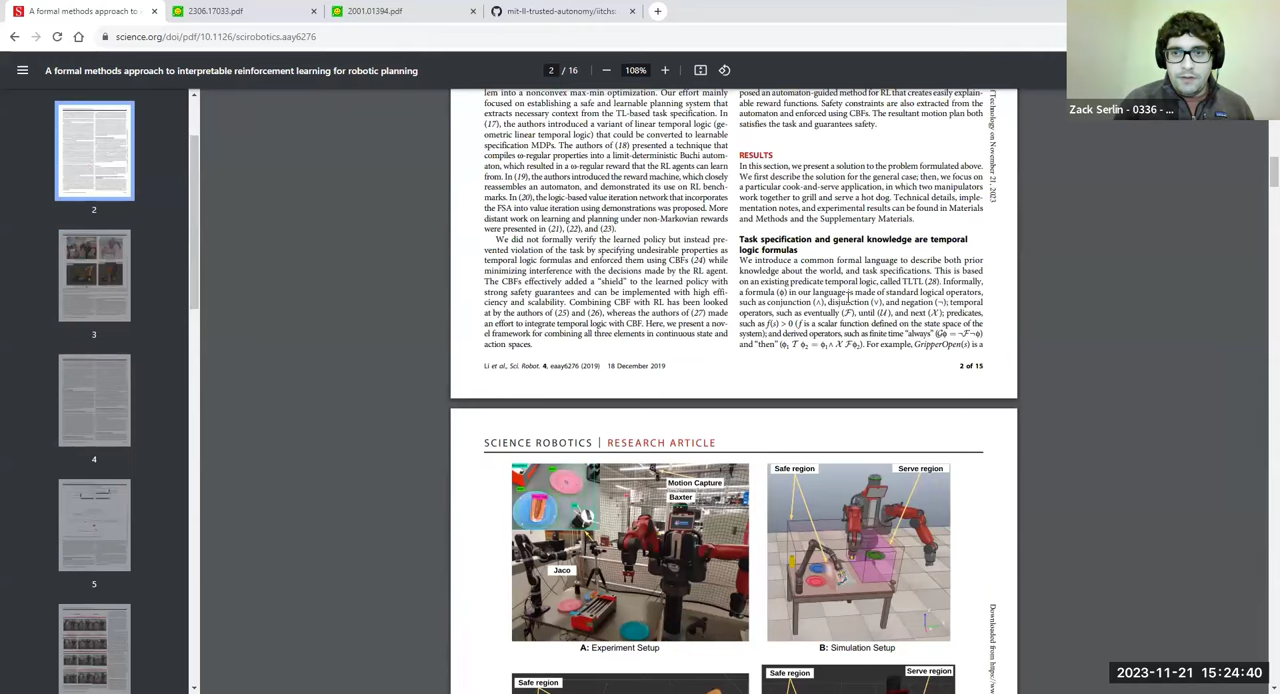 A formal methods approach to
2306.17033.pdf
2001.01394.pdf
mit-ll-trusted-autonomy/iitchs:
science.org/doi/pdf/10.1126/scirobotics.aay6276
A formal methods approach to interpretable reinforcement learning for robotic planning
2 / 16
108%
Zack Serlin - 0336 - ...
2
3
4
5
lem into a nonconvex max-min optimization. Our effort mainly
focused on establishing a safe and learnable planning system that
extracts necessary context from the TL-based task specification. In
(17), the authors introduced a variant of linear temporal logic (ge-
ometric linear temporal logic) that could be converted to learnable
specification MDPs. The authors of (18) presented a technique that
compiles ω-regular properties into a limit-deterministic Buchi autom-
aton, which resulted in a ω-regular reward that the RL agents can learn
from. In (19), the authors introduced the reward machine, which closely
reassembles an automaton, and demonstrated its use on RL bench-
marks. In (20), the logic-based value iteration network that incorporates
the FSA into value iteration using demonstrations was proposed. More
distant work on learning and planning under non-Markovian rewards
were presented in (21), (22), and (23).
We did not formally verify the learned policy but instead pre-
vented violation of the task by specifying undesirable properties as
temporal logic formulas and enforced them using CBFs (24) while
minimizing interference with the decisions made by the RL agent.
The CBFs effectively added a “shield” to the learned policy with
strong safety guarantees and can be implemented with high effi-
ciency and scalability. Combining CBF with RL has been looked
at by the authors of (25) and (26), whereas the authors of (27) made
an effort to integrate temporal logic with CBF. Here, we present a nov-
el framework for combining all three elements in continuous state and
action spaces.
posed an automaton-guided method for RL that creates easily explain-
able reward functions. Safety constraints are also extracted from the
automaton and enforced using CBFs. The resultant motion plan both
satisfies the task and guarantees safety.
RESULTS
In this section, we present a solution to the problem formulated above.
We first describe the solution for the general case; then, we focus on
a particular cook-and-serve application, in which two manipulators
work together to grill and serve a hot dog. Technical details, imple-
mentation notes, and experimental results can be found in Materials
and Methods and the Supplementary Materials.
Task specification and general knowledge are temporal
logic formulas
We introduce a common formal language to describe both prior
knowledge about the world, and task specifications. This is based
on an existing predicate temporal logic, called TLTL (28). Informally,
a formula (ϕ) in our language is made of standard logical operators,
such as conjunction (∧), disjunction (∨), and negation (¬); temporal
operators, such as eventually (ℱ), until (𝒰), and next (𝒳); predicates,
such as f(s) > 0 (f is a scalar function defined on the state space of the
system); and derived operators, such as finite time “always” (𝒢ϕ = ¬ℱ¬ϕ)
and “then” (ϕ₁ 𝒯 ϕ₂ = ϕ₁∧ 𝒳 ℱϕ₂). For example, GripperOpen(s) is a
Technology on November 21, 2023
Li et al., Sci. Robot. 4, eaay6276 (2019) 18 December 2019
2 of 15
SCIENCE ROBOTICS | RESEARCH ARTICLE
Motion Capture
Baxter
Jaco
Safe region
Serve region
A: Experiment Setup
B: Simulation Setup
Safe region
Safe region
Serve region
Downloaded from https://ww
2023-11-21 15:24:40